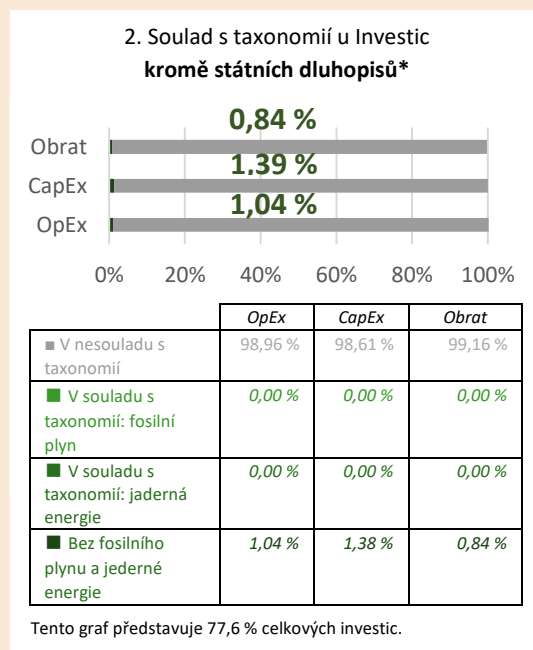 2. Soulad s taxonomií u Investic
kromě státních dluhopisů*
0,84 %
Obrat
1,39 %
CapEx
1,04 %
OpEx
0% 20% 40% 60% 80% 100%
OpEx CapEx Obrat
■ V nesouladu s 98,96 % 98,61 % 99,16 %
taxonomií
■ V souladu s 0,00 % 0,00 % 0,00 %
taxonomií: fosilní
plyn
■ V souladu s 0,00 % 0,00 % 0,00 %
taxonomií: jaderná
energie
■ Bez fosilního 1,04 % 1,38 % 0,84 %
plynu a jederné
energie
Tento graf představuje 77,6 % celkových investic.